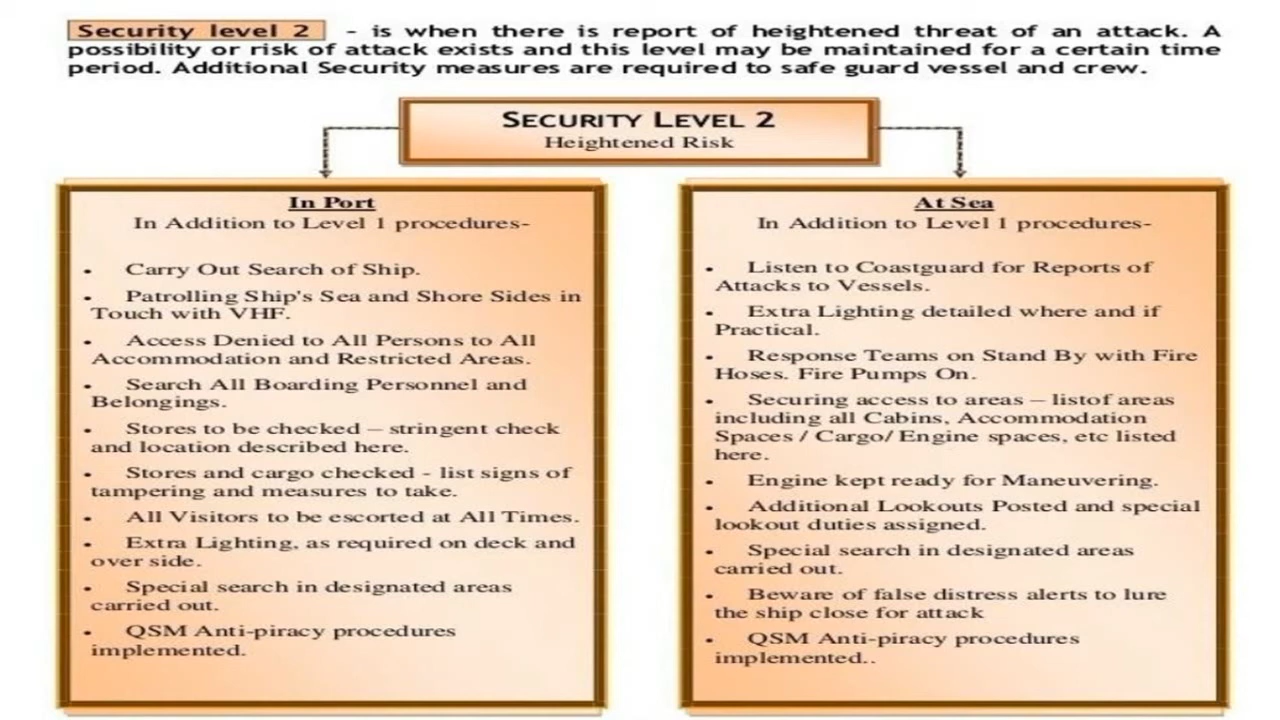 Security level 2 - is when there is report of heightened threat of an attack. A
possibility or risk of attack exists and this level may be maintained for a certain time
period. Additional Security measures are required to safe guard vessel and crew.
SECURITY LEVEL 2
Heightened Risk
In Port
In Addition to Level 1 procedures-
• Carry Out Search of Ship.
• Patrolling Ship's Sea and Shore Sides in
Touch with VHF.
• Access Denied to All Persons to All
Accommodation and Restricted Areas.
• Search All Boarding Personnel and
Belongings.
• Stores to be checked – stringent check
and location described here.
• Stores and cargo checked - list signs of
tampering and measures to take.
• All Visitors to be escorted at All Times.
• Extra Lighting, as required on deck and
over side.
• Special search in designated areas
carried out.
• QSM Anti-piracy procedures
implemented.
At Sea
In Addition to Level 1 procedures-
• Listen to Coastguard for Reports of
Attacks to Vessels.
• Extra Lighting detailed where and if
Practical.
• Response Teams on Stand By with Fire
Hoses. Fire Pumps On.
• Securing access to areas – listof areas
including all Cabins, Accommodation
Spaces / Cargo/ Engine spaces, etc listed
here.
• Engine kept ready for Maneuvering.
• Additional Lookouts Posted and special
lookout duties assigned.
• Special search in designated areas
carried out.
• Beware of false distress alerts to lure
the ship close for attack
• QSM Anti-piracy procedures
implemented..